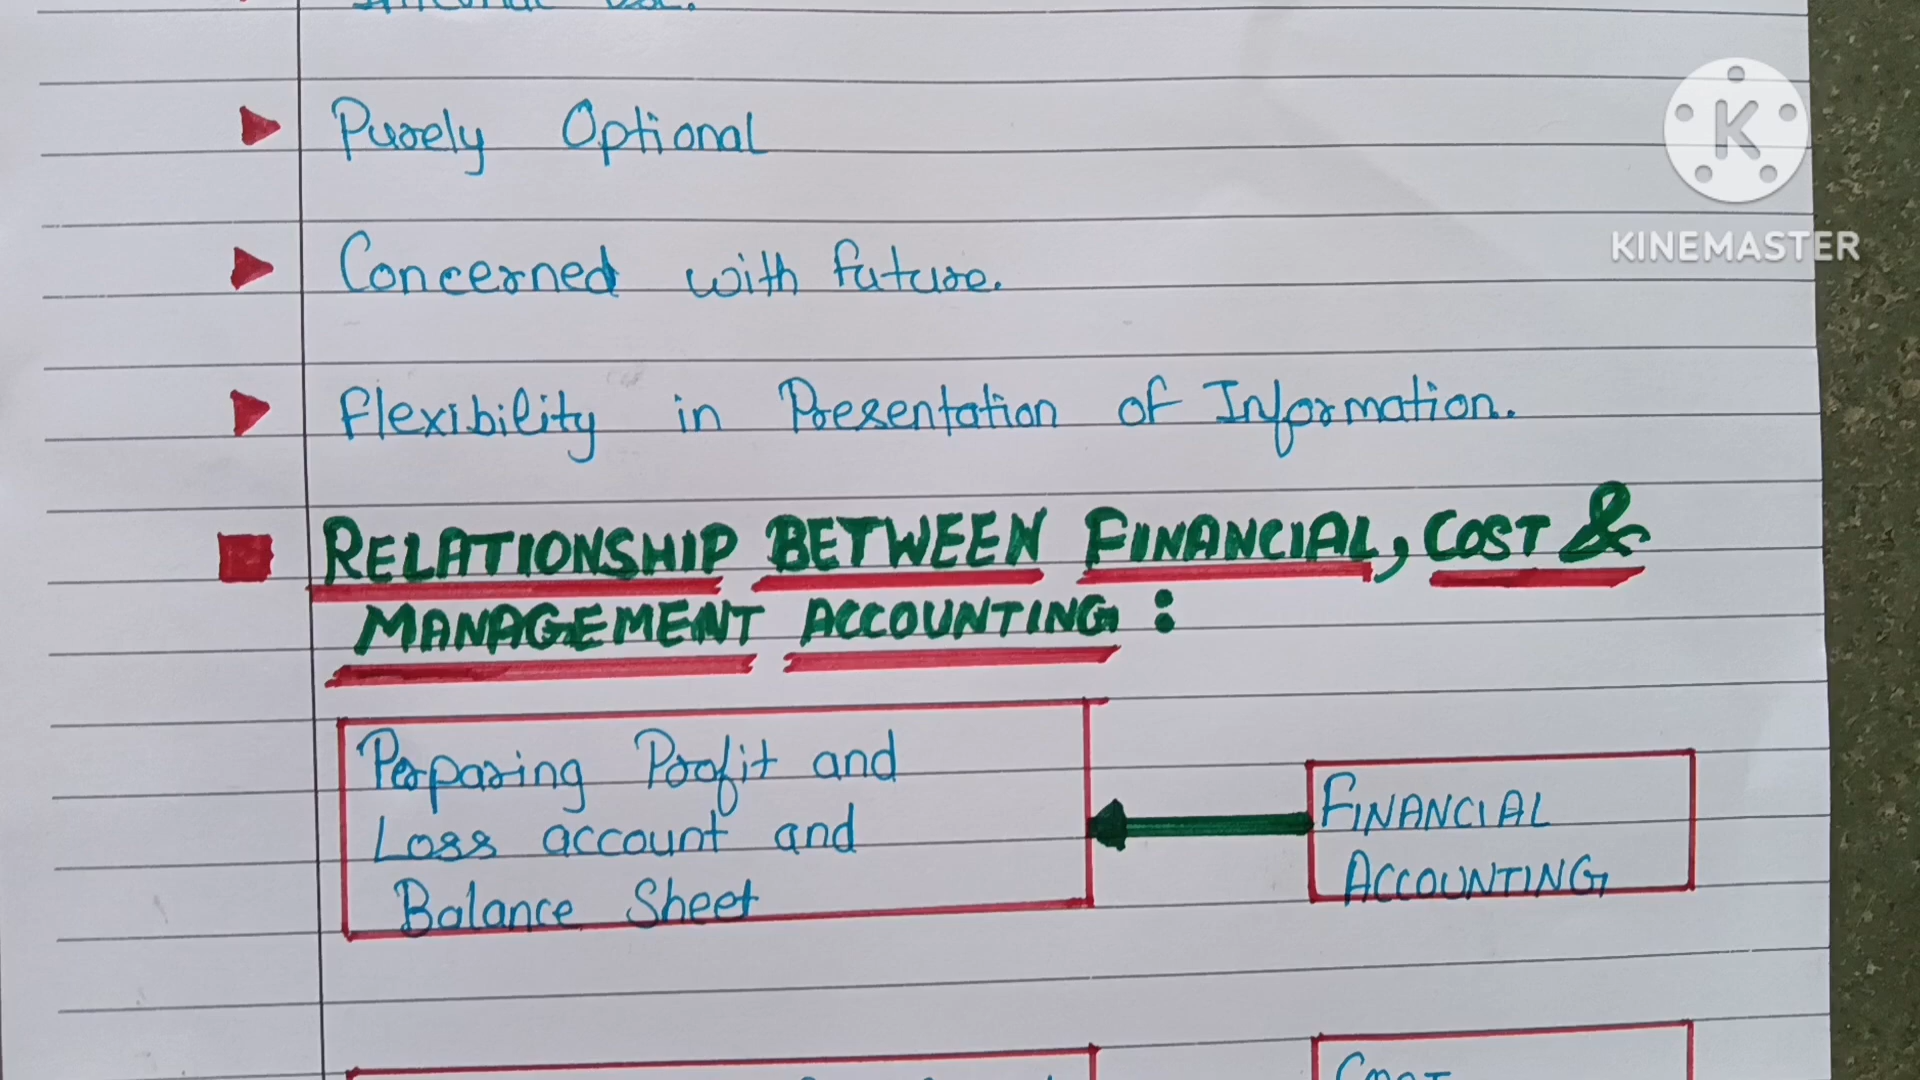 Purely Optional
Concerned with future.
Flexibility in Presentation of Information.
RELATIONSHIP BETWEEN FINANCIAL, COST &
MANAGEMENT ACCOUNTING :
Perparing Profit and
Loss account and
Balance Sheet
FINANCIAL
ACCOUNTING
K
KINEMASTER